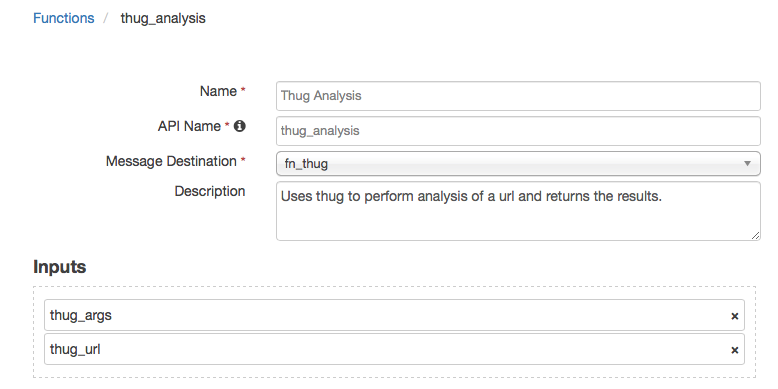 Functions / thug_analysis
Name * Thug Analysis
API Name * thug_analysis
Message Destination * fn_thug
Description Uses thug to perform analysis of a url and returns the results.
Inputs
thug_args ×
thug_url ×